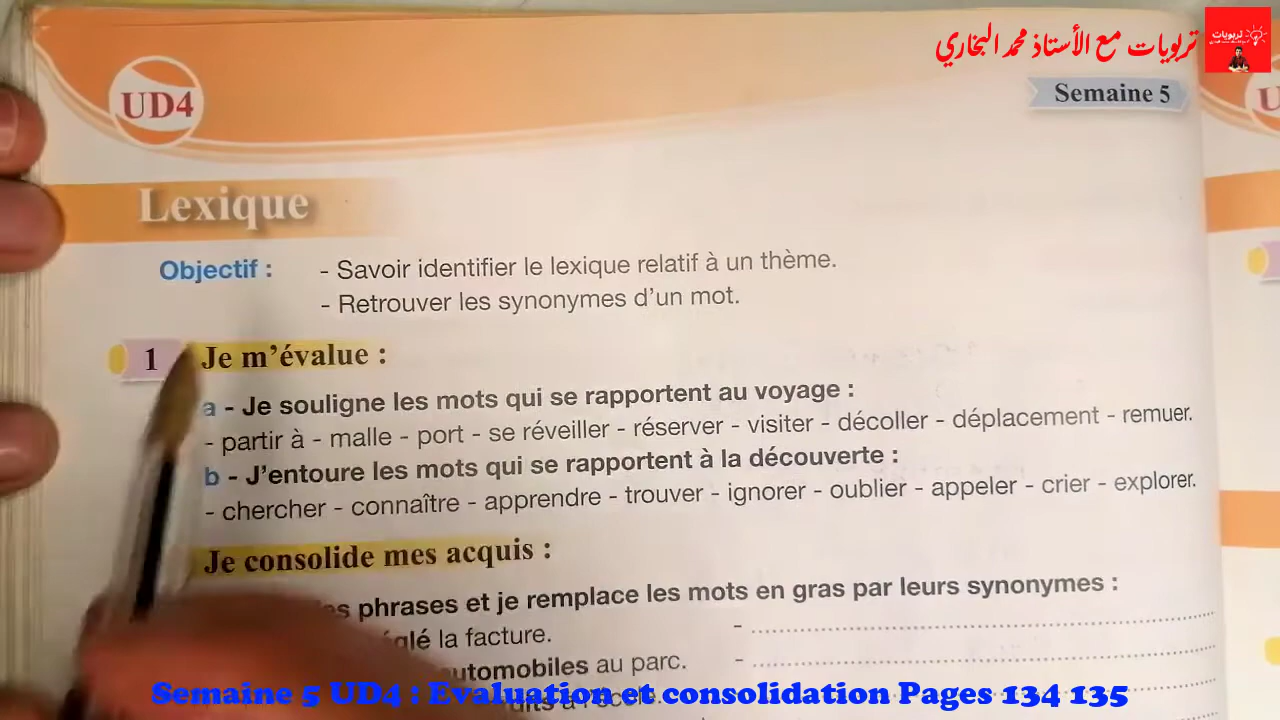 تربويات مع الأستاذ محمد البخاري
تربويات
UD4
Semaine 5
Lexique
Objectif : - Savoir identifier le lexique relatif à un thème.
- Retrouver les synonymes d'un mot.
1 Je m'évalue :
a - Je souligne les mots qui se rapportent au voyage :
- partir à - malle - port - se réveiller - réserver - visiter - décoller - déplacement - remuer.
b - J'entoure les mots qui se rapportent à la découverte :
- chercher - connaître - apprendre - trouver - ignorer - oublier - appeler - crier - explorer.
Je consolide mes acquis :
phrases et je remplace les mots en gras par leurs synonymes :
la facture. - ........
automobiles au parc. - ........
Semaine 5 UD4 : Evaluation et consolidation Pages 134 135